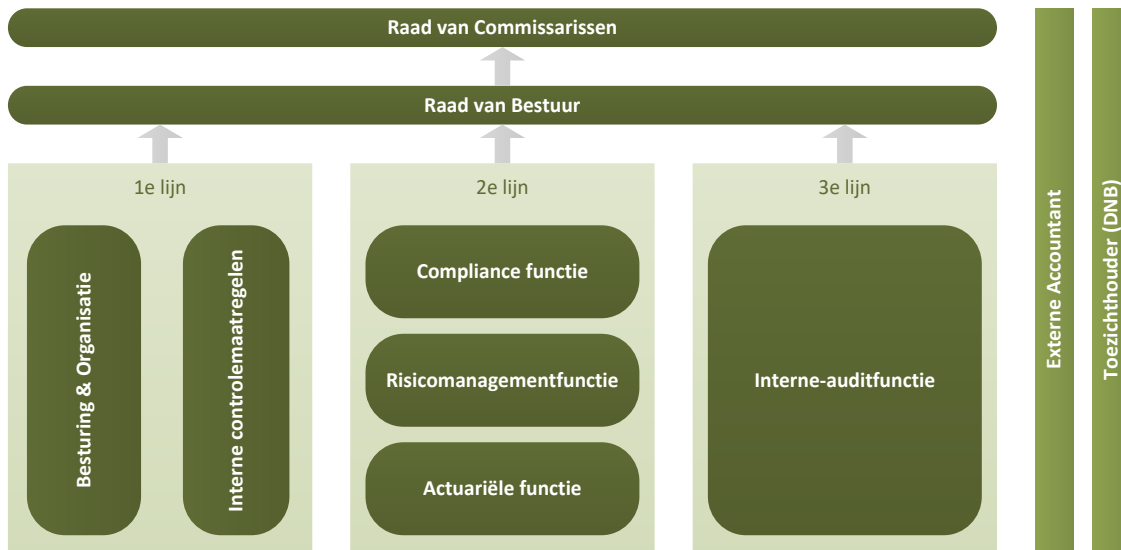 Raad van Commissarissen
Raad van Bestuur
1e lijn
Besturing & Organisatie
Interne controlemaatregelen
2e lijn
Compliance functie
Risicomanagementfunctie
Actuariële functie
3e lijn
Interne-auditfunctie
Externe Accountant
Toezichthouder (DNB)